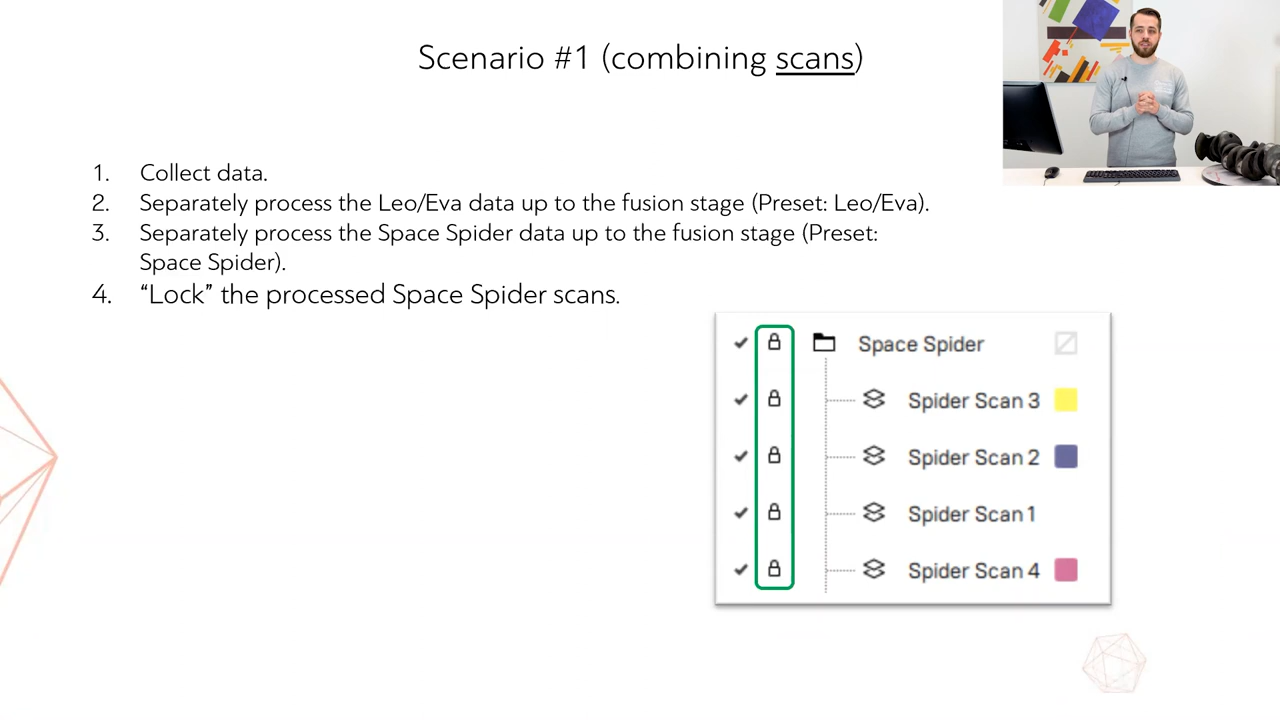 Scenario #1 (combining scans)
1. Collect data.
2. Separately process the Leo/Eva data up to the fusion stage (Preset: Leo/Eva).
3. Separately process the Space Spider data up to the fusion stage (Preset:
Space Spider).
4. “Lock” the processed Space Spider scans.
Space Spider
Spider Scan 3
Spider Scan 2
Spider Scan 1
Spider Scan 4